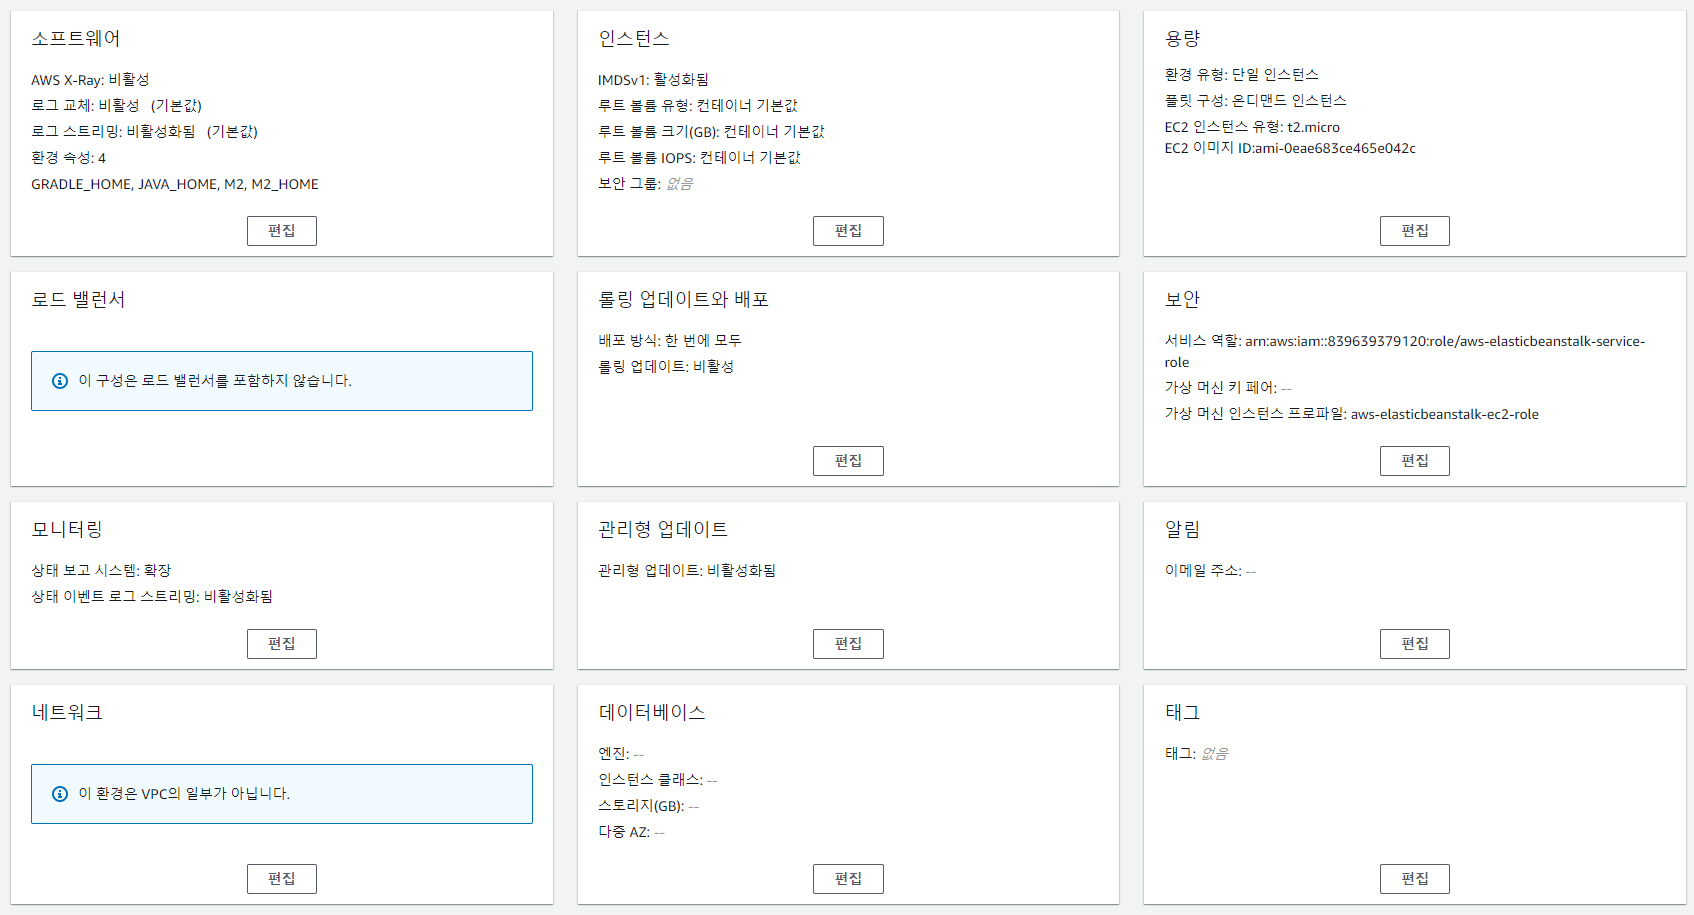 소프트웨어
AWS X-Ray: 비활성
로그 교체: 비활성 (기본값)
로그 스트리밍: 비활성화됨 (기본값)
환경 속성: 4
GRADLE_HOME, JAVA_HOME, M2, M2_HOME
편집
인스턴스
IMDSv1: 활성화됨
루트 볼륨 유형: 컨테이너 기본값
루트 볼륨 크기(GB): 컨테이너 기본값
루트 볼륨 IOPS: 컨테이너 기본값
보안 그룹: 없음
편집
용량
환경 유형: 단일 인스턴스
플릿 구성: 온디맨드 인스턴스
EC2 인스턴스 유형: t2.micro
EC2 이미지 ID:ami-0eae683ce465e042c
편집
로드 밸런서
이 구성은 로드 밸런서를 포함하지 않습니다.
롤링 업데이트와 배포
배포 방식: 한 번에 모두
롤링 업데이트: 비활성
편집
보안
서비스 역할: arn:aws:iam::839639379120:role/aws-elasticbeanstalk-service-
role
가상 머신 키 페어: --
가상 머신 인스턴스 프로파일: aws-elasticbeanstalk-ec2-role
편집
모니터링
상태 보고 시스템: 확장
상태 이벤트 로그 스트리밍: 비활성화됨
편집
관리형 업데이트
관리형 업데이트: 비활성화됨
편집
알림
이메일 주소: --
편집
네트워크
이 환경은 VPC의 일부가 아닙니다.
편집
데이터베이스
엔진: --
인스턴스 클래스: --
스토리지(GB): --
다중 AZ: --
편집
태그
태그: 없음
편집